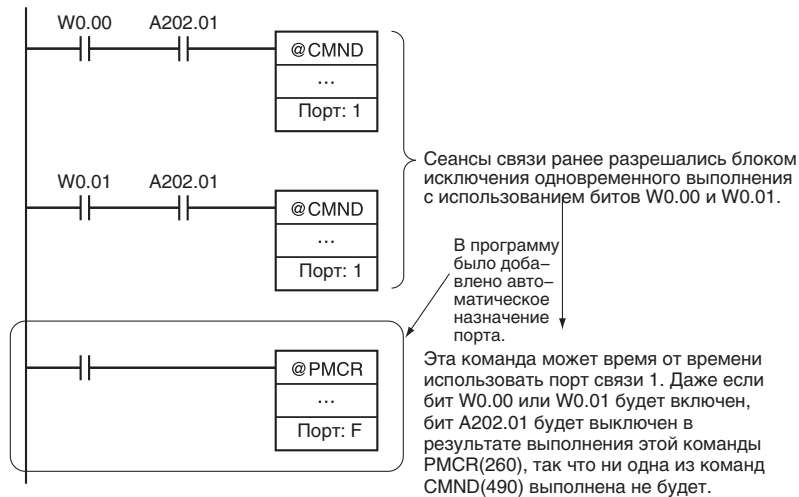 W0.00 A202.01
@CMND
...
Порт: 1
W0.01 A202.01
@CMND
...
Порт: 1
Сеансы связи ранее разрешались блоком
исключения одновременного выполнения
с использованием битов W0.00 и W0.01.
В программу
было доба–
влено авто–
матическое
назначение
порта.
@PMCR
...
Порт: F
Эта команда может время от времени
использовать порт связи 1. Даже если
бит W0.00 или W0.01 будет включен,
бит A202.01 будет выключен в
результате выполнения этой команды
PMCR(260), так что ни одна из команд
CMND(490) выполнена не будет.